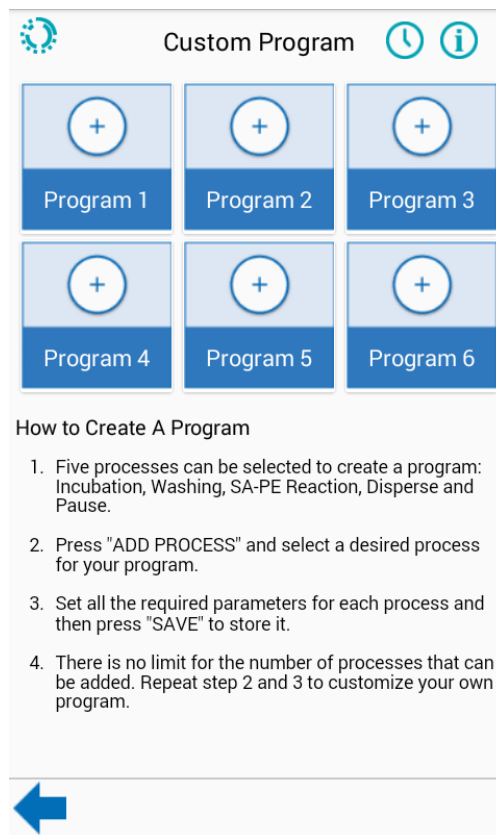 Custom Program
Program 1
Program 2
Program 3
Program 4
Program 5
Program 6
How to Create A Program
1. Five processes can be selected to create a program:
Incubation, Washing, SA-PE Reaction, Disperse and
Pause.
2. Press "ADD PROCESS" and select a desired process
for your program.
3. Set all the required parameters for each process and
then press "SAVE" to store it.
4. There is no limit for the number of processes that can
be added. Repeat step 2 and 3 to customize your own
program.